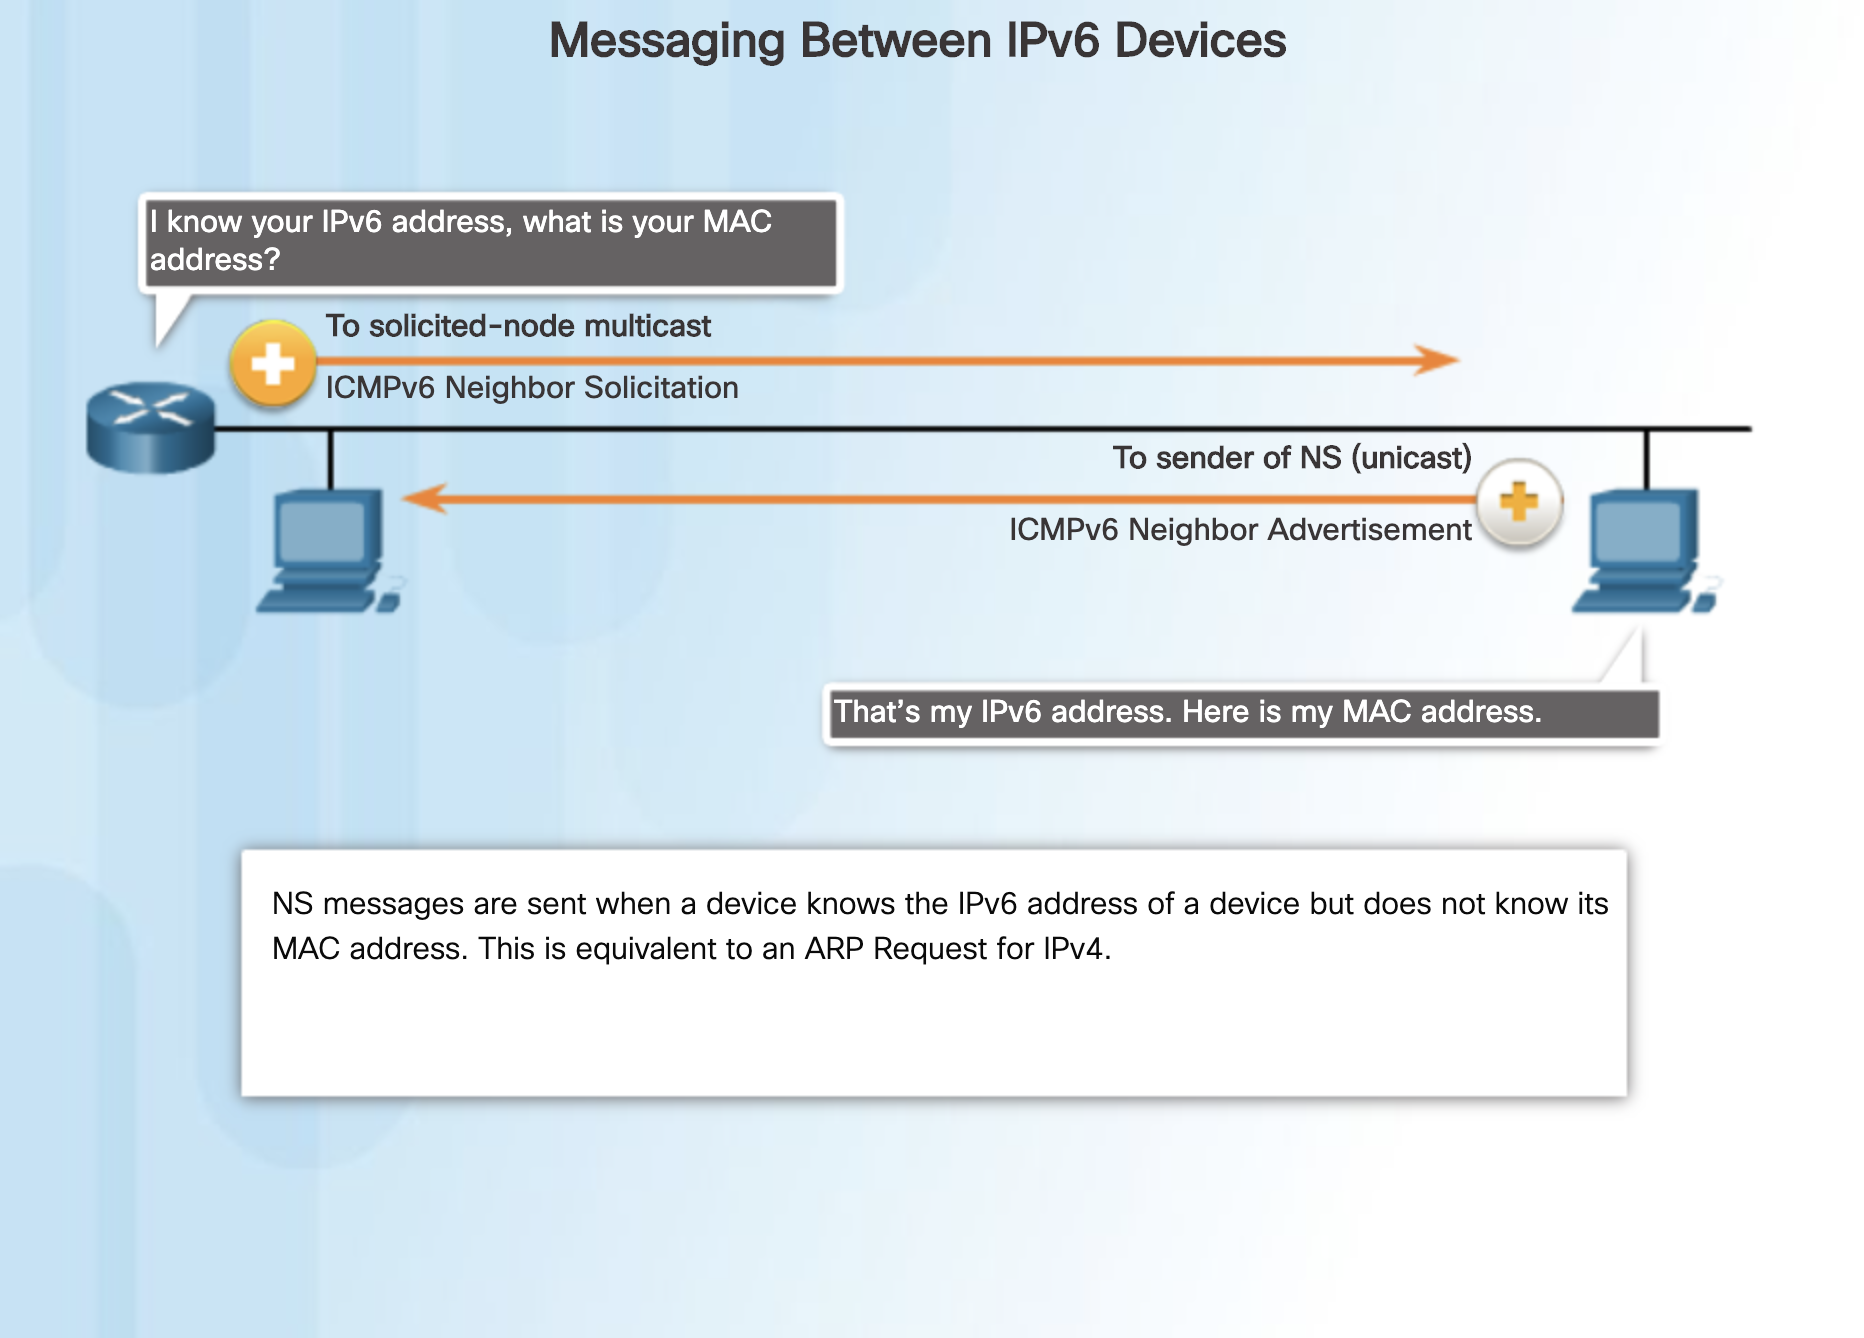 Messaging Between IPv6 Devices
I know your IPv6 address, what is your MAC
address?
To solicited-node multicast
ICMPv6 Neighbor Solicitation
To sender of NS (unicast)
ICMPv6 Neighbor Advertisement
That’s my IPv6 address. Here is my MAC address.
NS messages are sent when a device knows the IPv6 address of a device but does not know its
MAC address. This is equivalent to an ARP Request for IPv4.